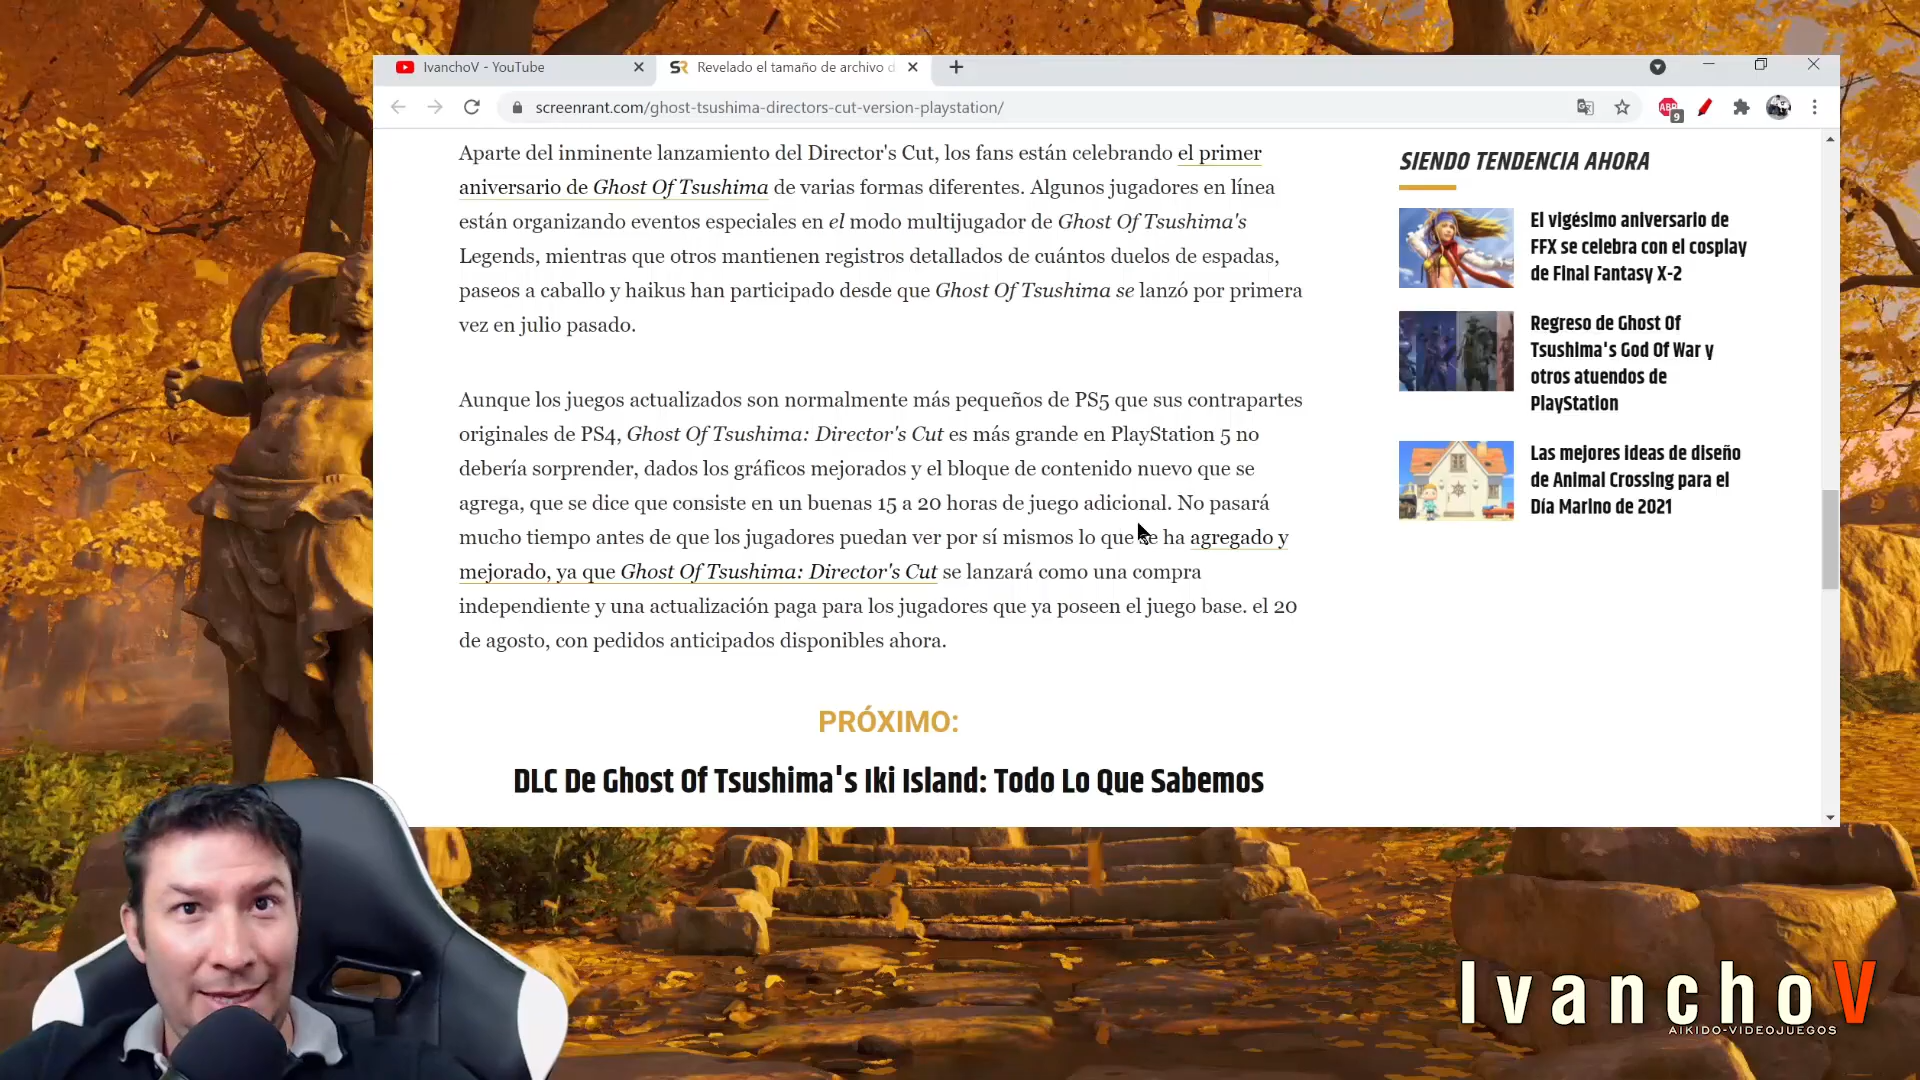 IvanchoV - YouTube
SR
Revelado el tamaño de archivo d
screenrant.com/ghost-tsushima-directors-cut-version-playstation/
ABP
9
Aparte del inminente lanzamiento del Director's Cut, los fans están celebrando el primer
aniversario de Ghost Of Tsushima de varias formas diferentes. Algunos jugadores en línea
están organizando eventos especiales en el modo multijugador de Ghost Of Tsushima's
Legends, mientras que otros mantienen registros detallados de cuántos duelos de espadas,
paseos a caballo y haikus han participado desde que Ghost Of Tsushima se lanzó por primera
vez en julio pasado.
Aunque los juegos actualizados son normalmente más pequeños de PS5 que sus contrapartes
originales de PS4, Ghost Of Tsushima: Director's Cut es más grande en PlayStation 5 no
debería sorprender, dados los gráficos mejorados y el bloque de contenido nuevo que se
agrega, que se dice que consiste en un buenas 15 a 20 horas de juego adicional. No pasará
mucho tiempo antes de que los jugadores puedan ver por sí mismos lo que se ha agregado y
mejorado, ya que Ghost Of Tsushima: Director's Cut se lanzará como una compra
independiente y una actualización paga para los jugadores que ya poseen el juego base. el 20
de agosto, con pedidos anticipados disponibles ahora.
PRÓXIMO:
DLC De Ghost Of Tsushima's Iki Island: Todo Lo Que Sabemos
SIENDO TENDENCIA AHORA
El vigésimo aniversario de
FFX se celebra con el cosplay
de Final Fantasy X-2
Regreso de Ghost Of
Tsushima's God Of War y
otros atuendos de
PlayStation
Las mejores ideas de diseño
de Animal Crossing para el
Día Marino de 2021
IvanchoV
AIKIDO-VIDEOJUEGOS